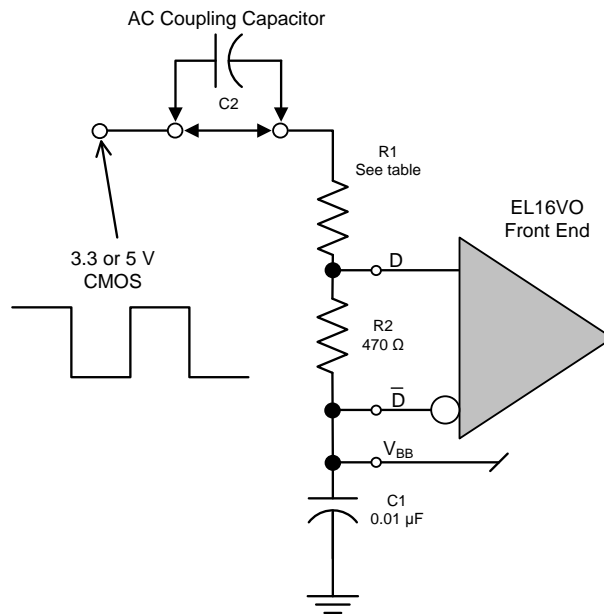 AC Coupling Capacitor
C2
R1
See table
EL16VO
Front End
3.3 or 5 V
CMOS
D
R2
470 Ω
D̅
V_BB
C1
0.01 µF